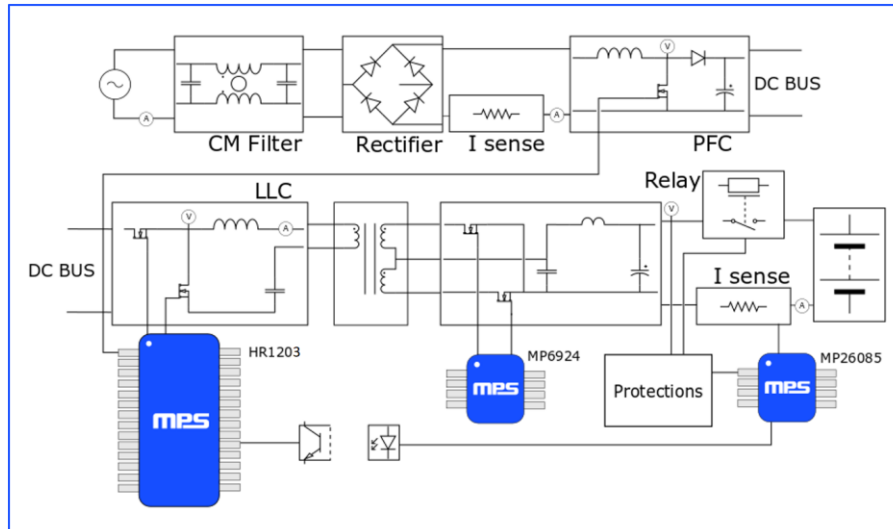 A
CM Filter
Rectifier
I sense
A
V
PFC
DC BUS
LLC
V
A
DC BUS
V
Relay
I sense
A
HR1203
MPS
MP6924
MPS
Protections
MP26085
MPS